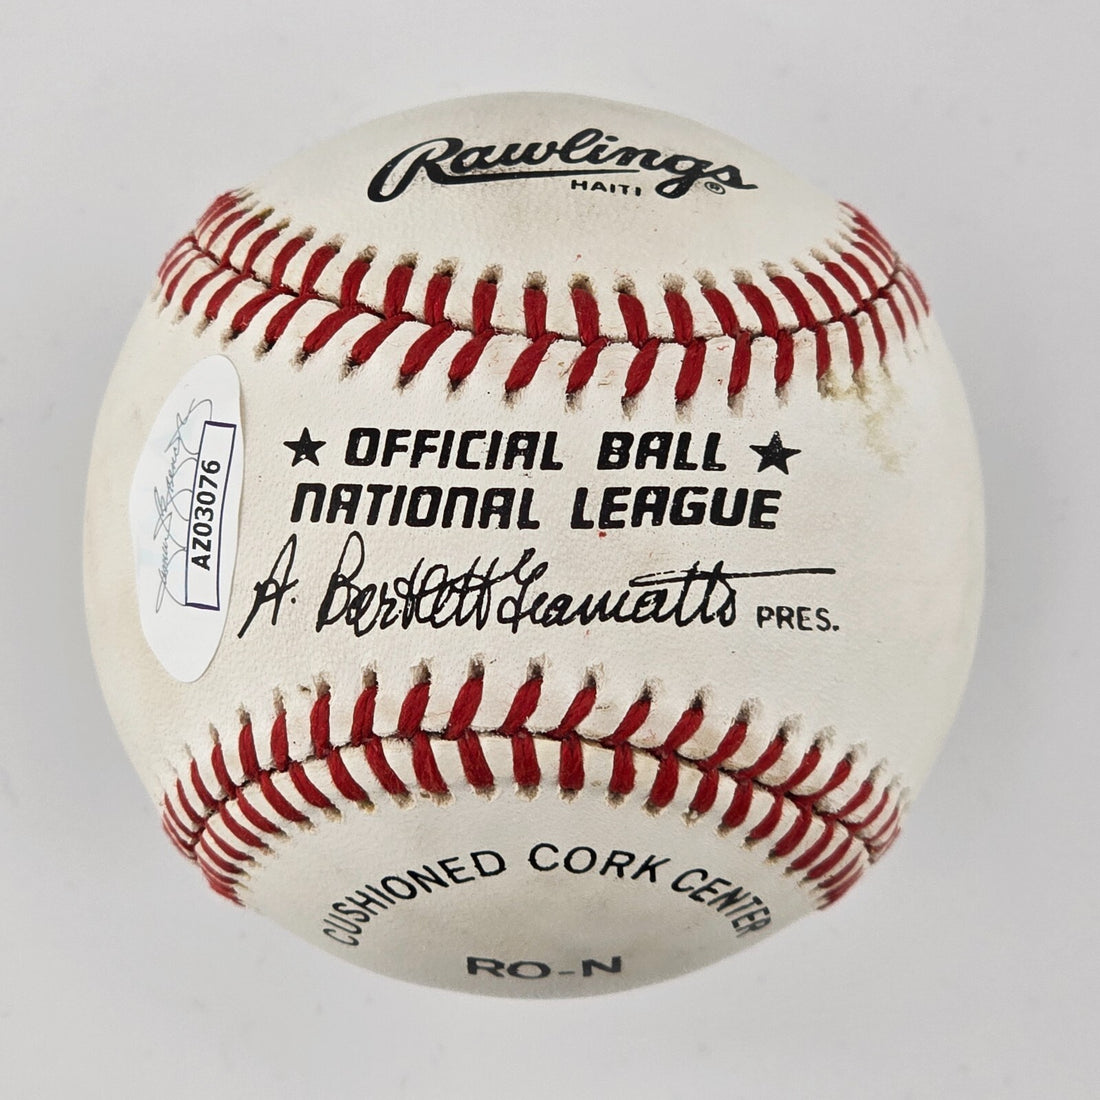 Rawlings ®
HAITI
★ OFFICIAL BALL ★
NATIONAL LEAGUE
A. Bartlett Giamatti PRES.
AZ03076
CUSHIONED CORK CENTER
RO-N